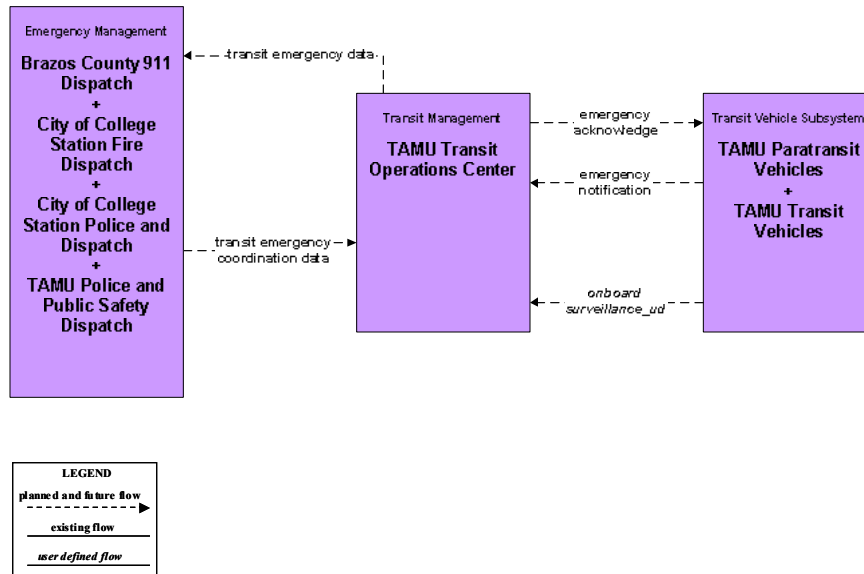 Emergency Management
Brazos County 911
Dispatch
+
City of College
Station Fire
Dispatch
+
City of College
Station Police and
Dispatch
+
TAMU Police and
Public Safety
Dispatch
transit emergency data
transit emergency
coordination data
Transit Management
TAMU Transit
Operations Center
emergency
acknowledge
emergency
notification
onboard
surveillance_ud
Transit Vehicle Subsystem
TAMU Paratransit
Vehicles
+
TAMU Transit
Vehicles
LEGEND
planned and future flow
existing flow
user defined flow